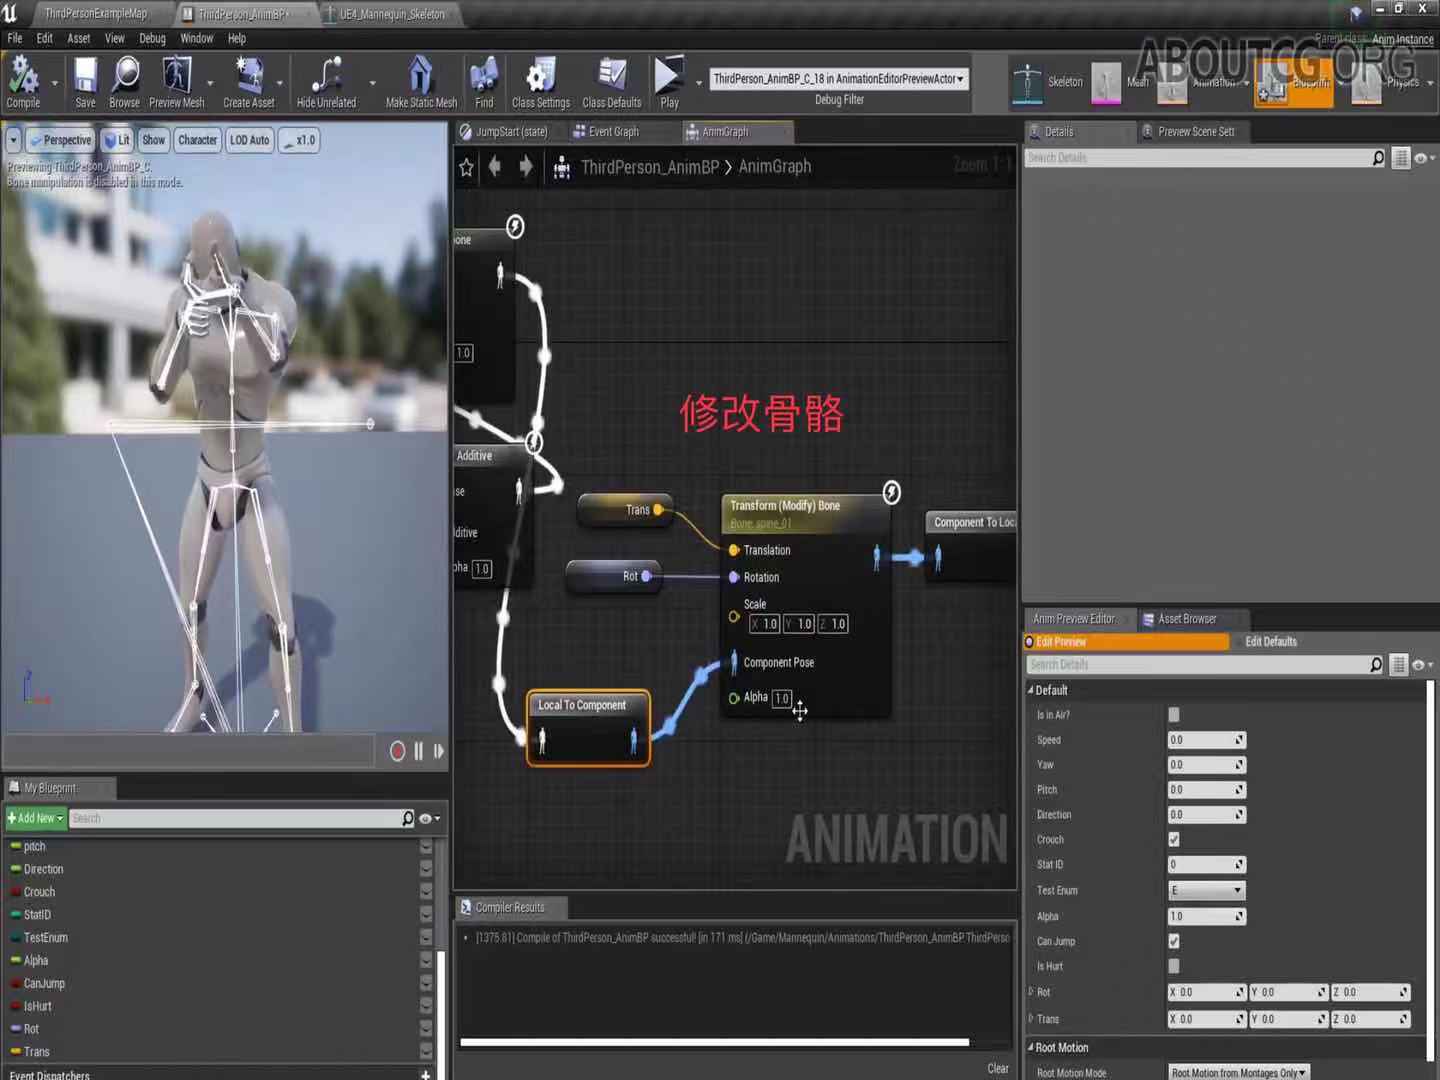 ThirdPersonExampleMap
ThirdPerson_AnimBP*
UE4_Mannequin_Skeleton
File Edit Asset View Debug Window Help
Parent class: Anim Instance
ABOUTCG.ORG
Compile
Save
Browse
Preview Mesh
Create Asset
Hide Unrelated
Make Static Mesh
Find
Class Settings
Class Defaults
Play
ThirdPerson_AnimBP_C_18 in AnimationEditorPreviewActor
Debug Filter
Skeleton
Mesh
Animation
Blueprint
Physics
Perspective
Lit
Show
Character
LOD Auto
x1.0
Previewing ThirdPerson_AnimBP_C.
Bone manipulation is disabled in this mode.
JumpStart (state)
Event Graph
AnimGraph
ThirdPerson_AnimBP > AnimGraph
Zoom 1:1
one
1.0
修改骨骼
Additive
se
dditive
pha 1.0
Trans
Rot
Transform (Modify) Bone
Bone: spine_01
Translation
Rotation
Scale
X 1.0 Y 1.0 Z 1.0
Component Pose
Alpha 1.0
Component To Loc
Local To Component
ANIMATION
Compiler Results
[1375.81] Compile of ThirdPerson_AnimBP successful! [in 171 ms] (/Game/Mannequin/Animations/ThirdPerson_AnimBP.ThirdPerso
Clear
My Blueprint
Add New
Search
pitch
Direction
Crouch
StatID
TestEnum
Alpha
CanJump
IsHurt
Rot
Trans
Event Dispatchers
Details
Preview Scene Sett
Search Details
Anim Preview Editor
Asset Browser
Edit Preview
Edit Defaults
Search Details
Default
Is in Air?
Speed 0.0
Yaw 0.0
Pitch 0.0
Direction 0.0
Crouch
Stat ID 0
Test Enum E
Alpha 1.0
Can Jump
Is Hurt
Rot X 0.0 Y 0.0 Z 0.0
Trans X 0.0 Y 0.0 Z 0.0
Root Motion
Root Motion Mode Root Motion from Montages Only